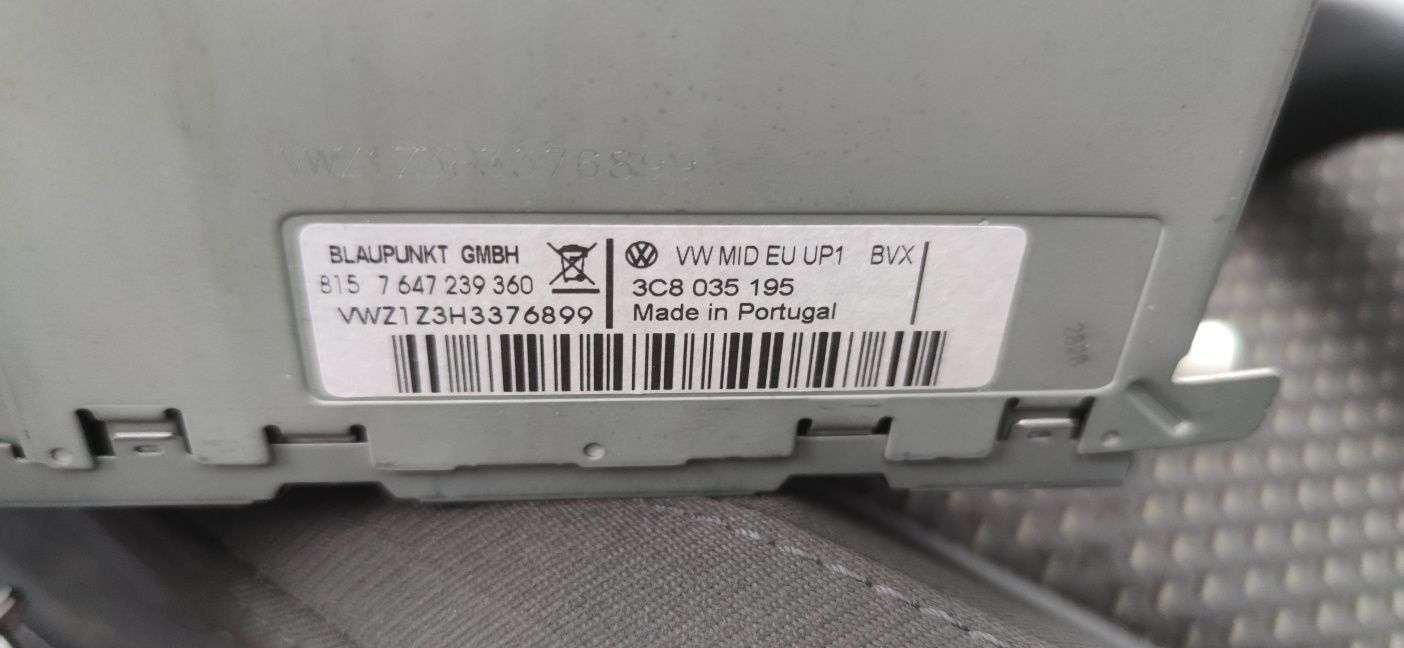 VWZ1Z3H3376899
BLAUPUNKT GMBH
815 7 647 239 360
VWZ1Z3H3376899
VW MID EU UP1 BVX
3C8 035 195
Made in Portugal